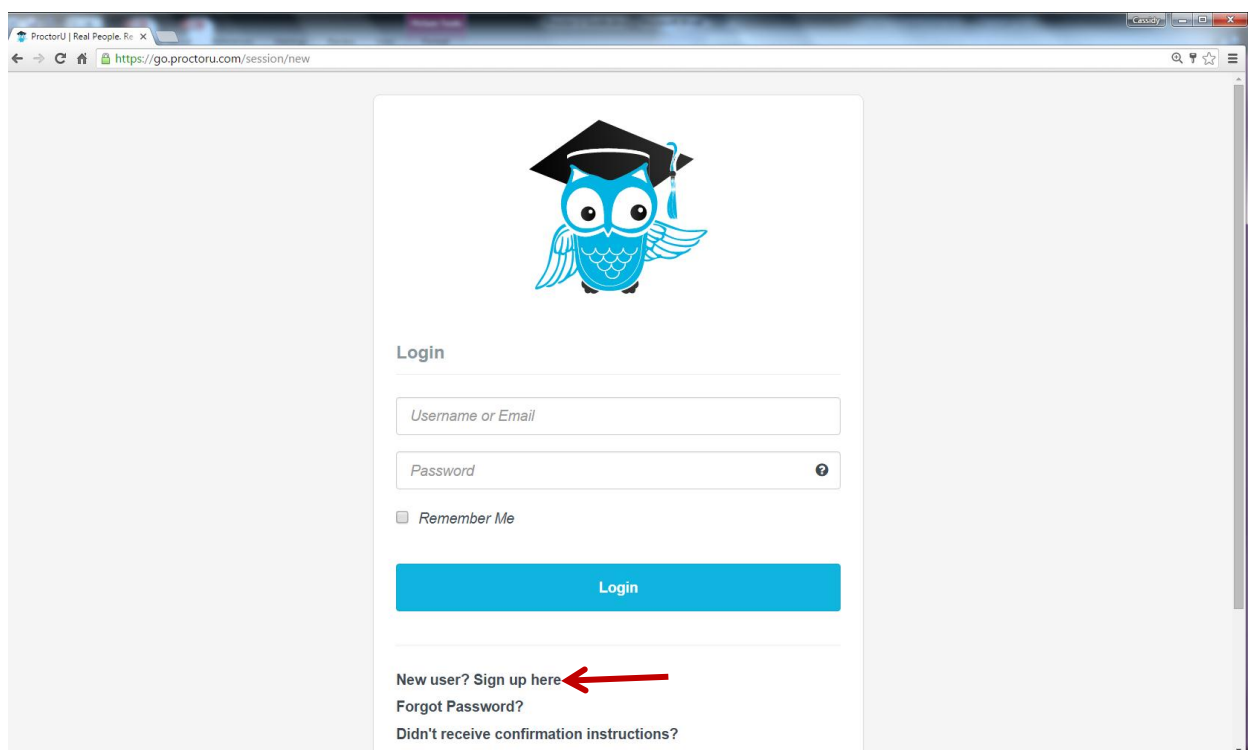 Cassidy
ProctorU | Real People. Re
https://go.proctoru.com/session/new
Login
Username or Email
Password
?
Remember Me
Login
New user? Sign up here
Forgot Password?
Didn't receive confirmation instructions?